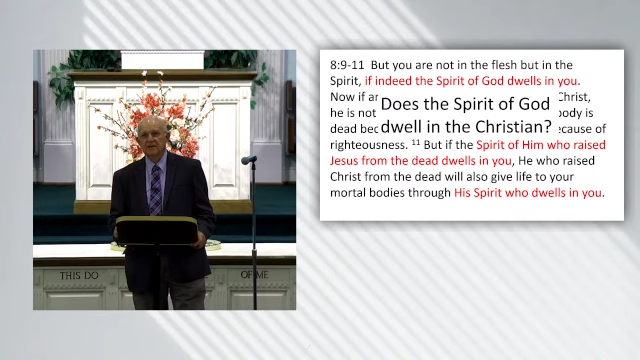 8:9-11 But you are not in the flesh but in the
Spirit, if indeed the Spirit of God dwells in you.
Now if Christ,
he is not body is
dead because of
Does the Spirit of God
dwell in the Christian?
righteousness. ¹¹ But if the Spirit of Him who raised
Jesus from the dead dwells in you, He who raised
Christ from the dead will also give life to your
mortal bodies through His Spirit who dwells in you.
THIS DO OF ME